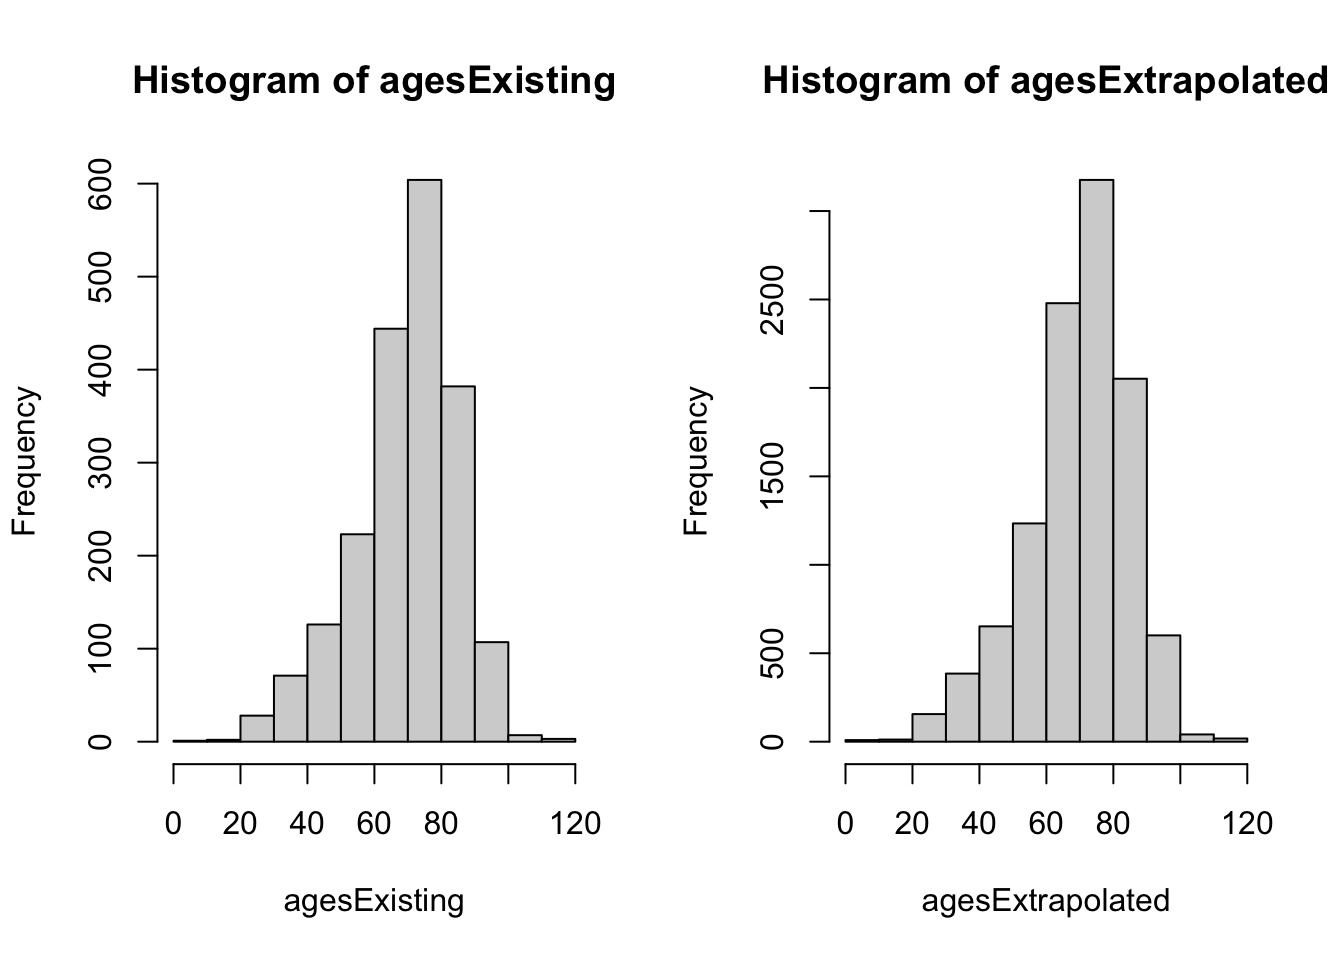 Histogram of agesExisting
Frequency
600
500
400
300
200
100
0
0 20 40 60 80 120
agesExisting
Histogram of agesExtrapolated
Frequency
2500
1500
500
0
0 20 40 60 80 120
agesExtrapolated